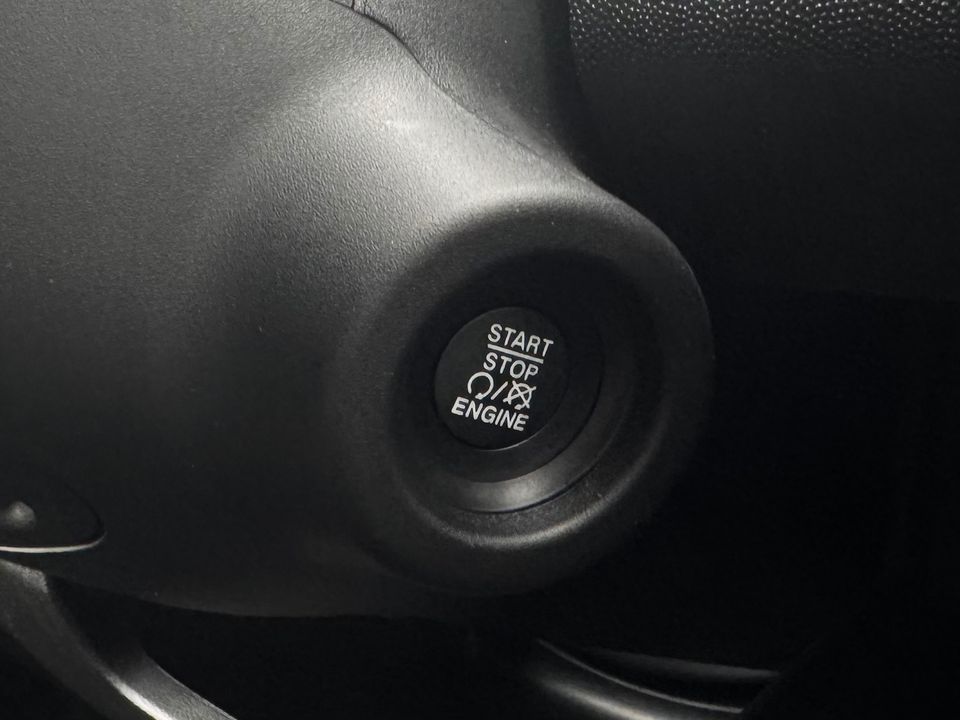 START
STOP
/
ENGINE